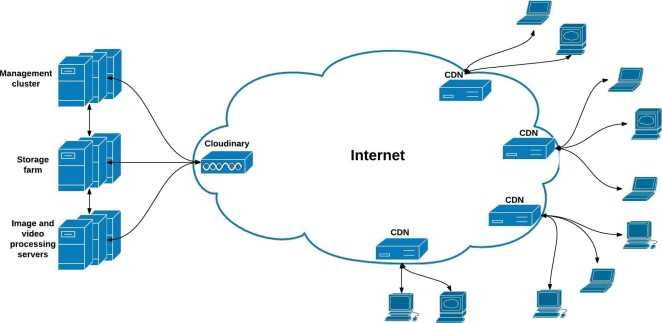 Management
cluster
Storage
farm
Image and
video
processing
servers
Cloudinary
Internet
CDN
CDN
CDN
CDN